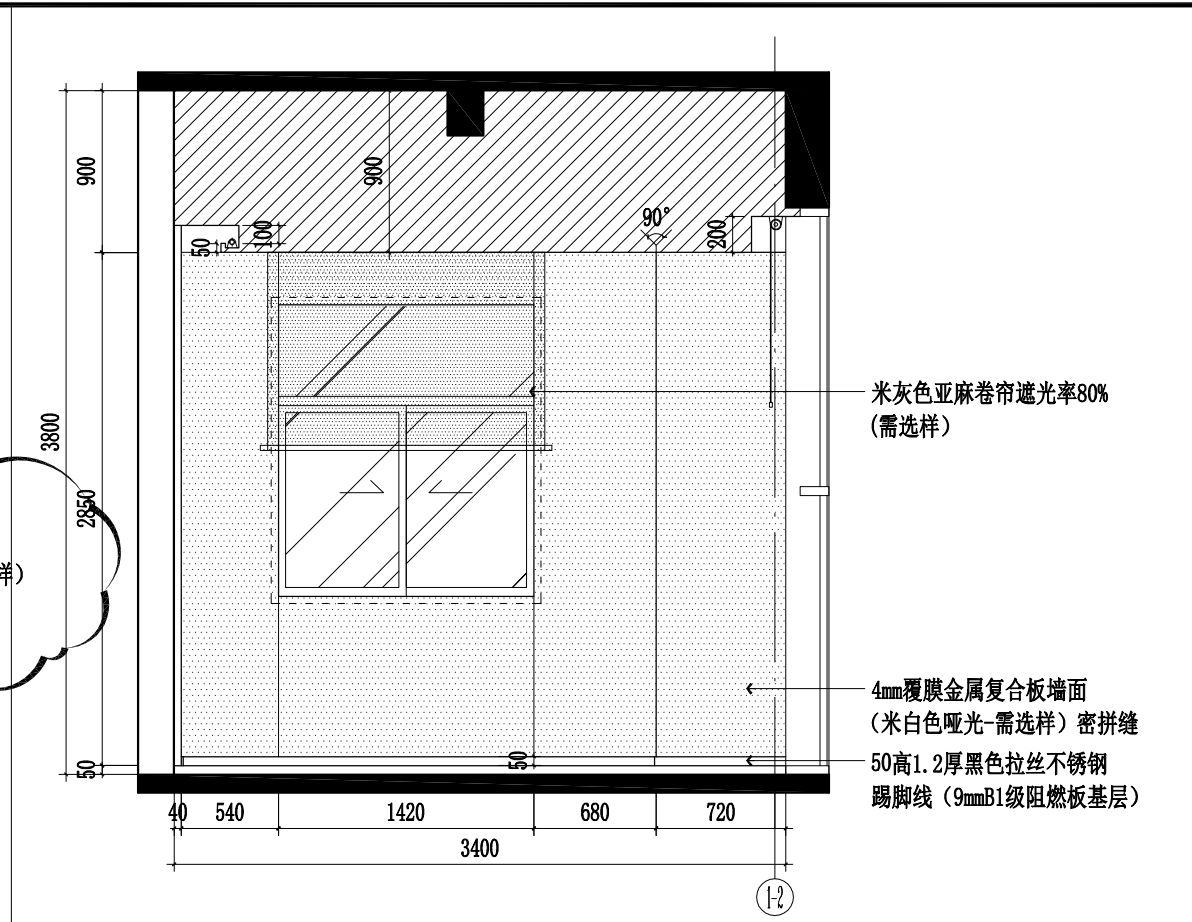 900
900
90°
200
100
50
米灰色亚麻卷帘遮光率80%
(需选样)
3800
2850
样)
4mm覆膜金属复合板墙面
(米白色哑光-需选样)密拼缝
50
50
50高1.2厚黑色拉丝不锈钢
踢脚线(9mmB1级阻燃板基层)
40 540 1420 680 720
3400
1-2